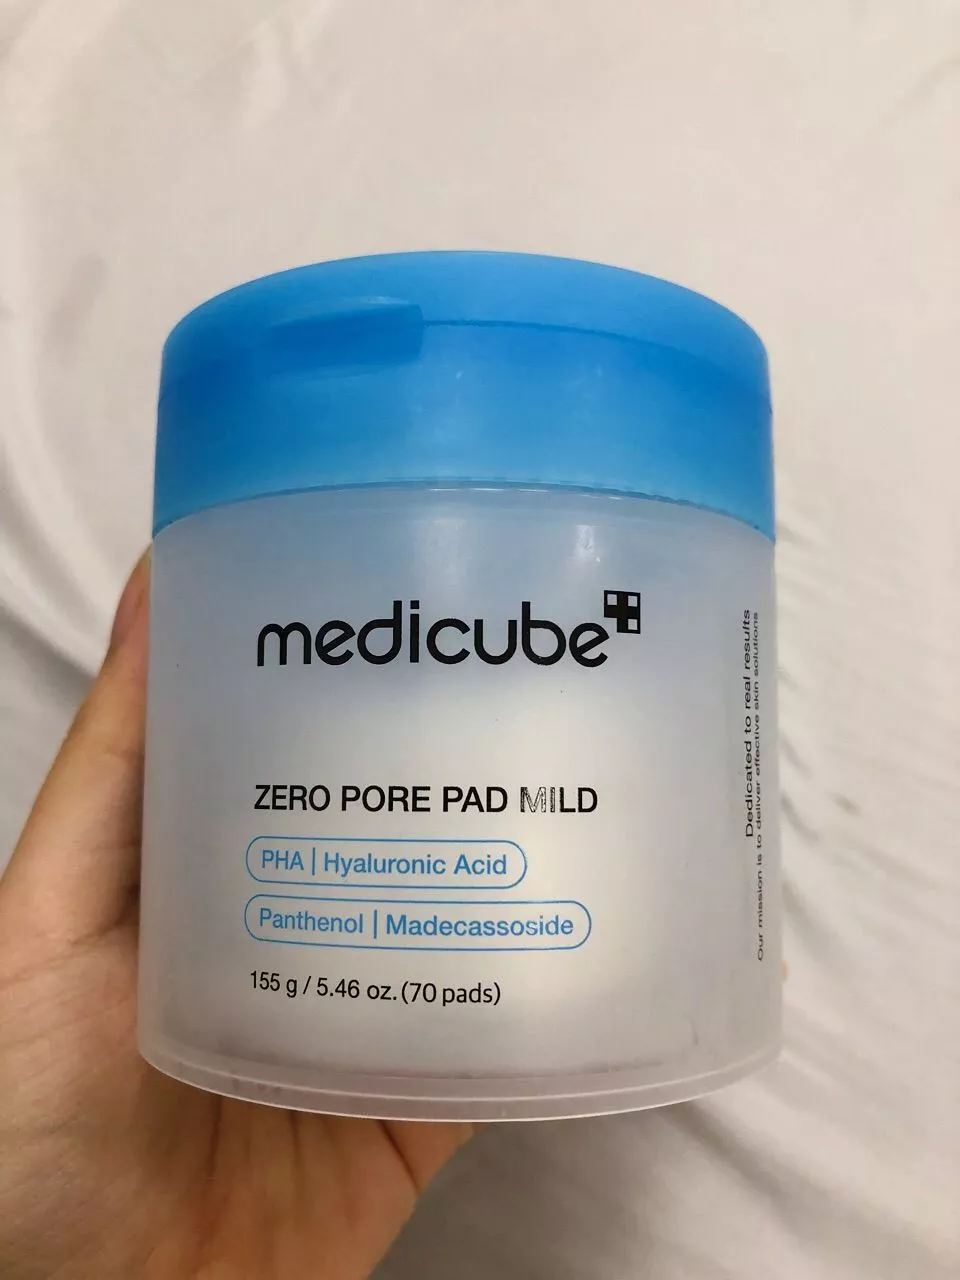 medicube
ZERO PORE PAD MILD
PHA | Hyaluronic Acid
Panthenol | Madecassoside
155 g / 5.46 oz. (70 pads)
Dedicated to real results
Our mission is to deliver effective skin solutions